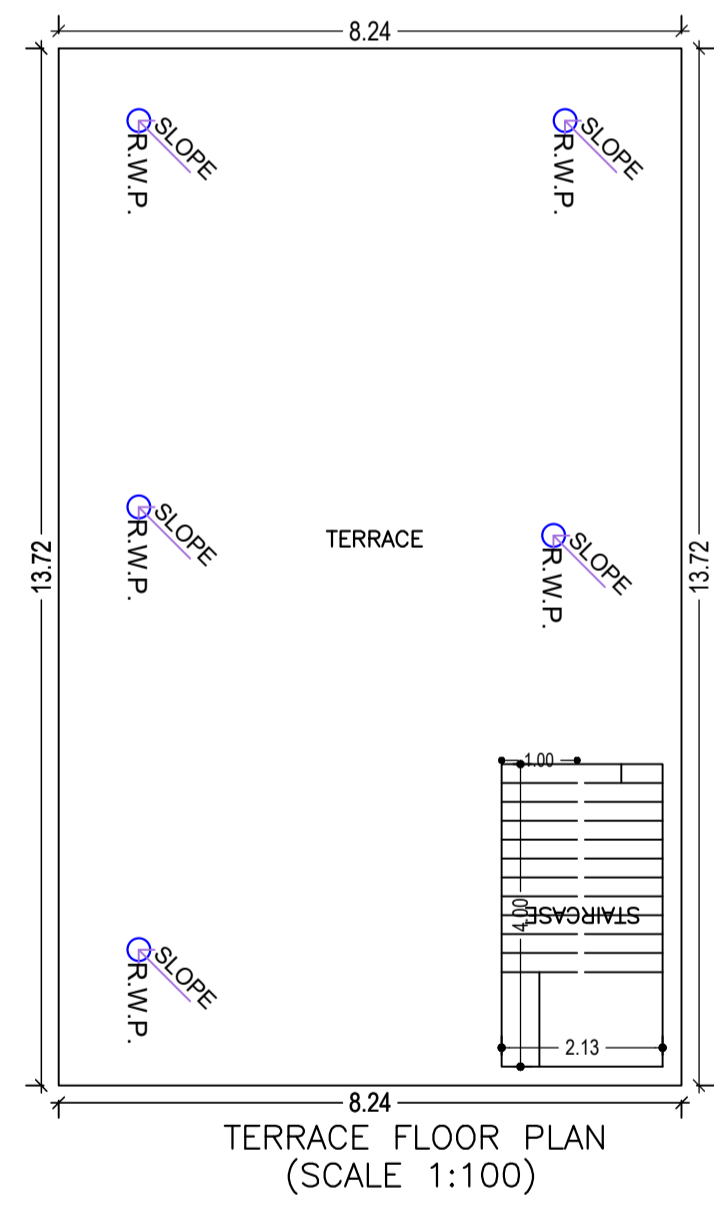 8.24
SLOPE
R.W.P.
SLOPE
R.W.P.
13.72
SLOPE
R.W.P.
TERRACE
SLOPE
R.W.P.
13.72
1.00
4.00
STAIRCASE
SLOPE
R.W.P.
2.13
8.24
TERRACE FLOOR PLAN
(SCALE 1:100)